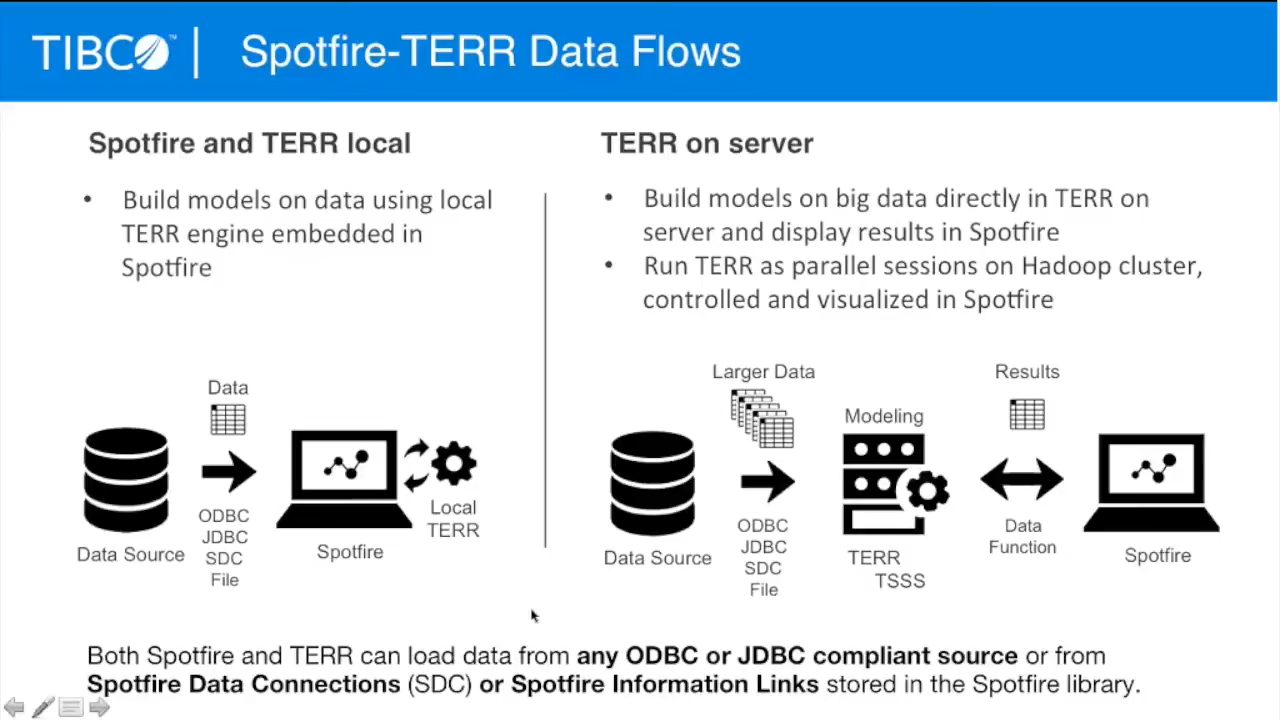 TIBCO™ | Spotfire-TERR Data Flows
Spotfire and TERR local
• Build models on data using local
TERR engine embedded in
Spotfire
Data
ODBC
JDBC
SDC
File
Data Source
Spotfire
Local
TERR
TERR on server
• Build models on big data directly in TERR on
server and display results in Spotfire
• Run TERR as parallel sessions on Hadoop cluster,
controlled and visualized in Spotfire
Larger Data
Modeling
Results
Data Source
ODBC
JDBC
SDC
File
TERR
TSSS
Data
Function
Spotfire
Both Spotfire and TERR can load data from any ODBC or JDBC compliant source or from
Spotfire Data Connections (SDC) or Spotfire Information Links stored in the Spotfire library.